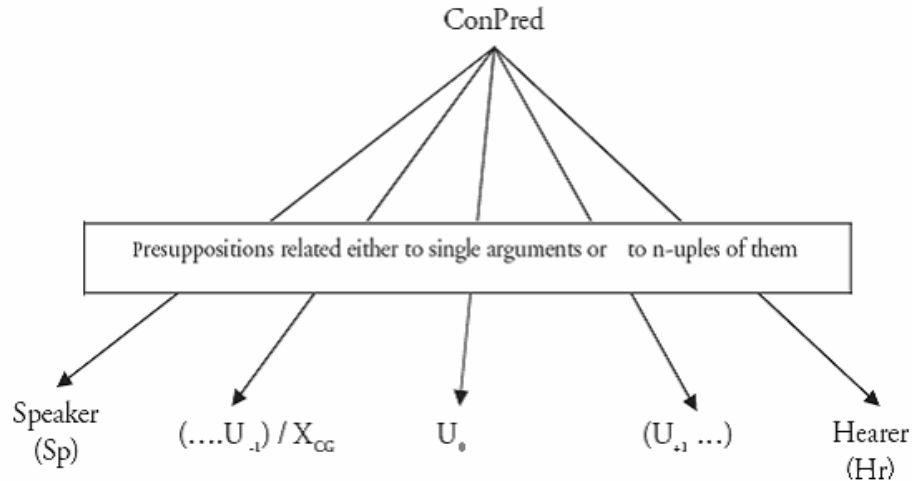 ConPred
Presuppositions related either to single arguments or to n-uples of them
Speaker
(Sp)
(....U₋₁) / X_CG
U₀
(U₊₁ ...)
Hearer
(Hr)